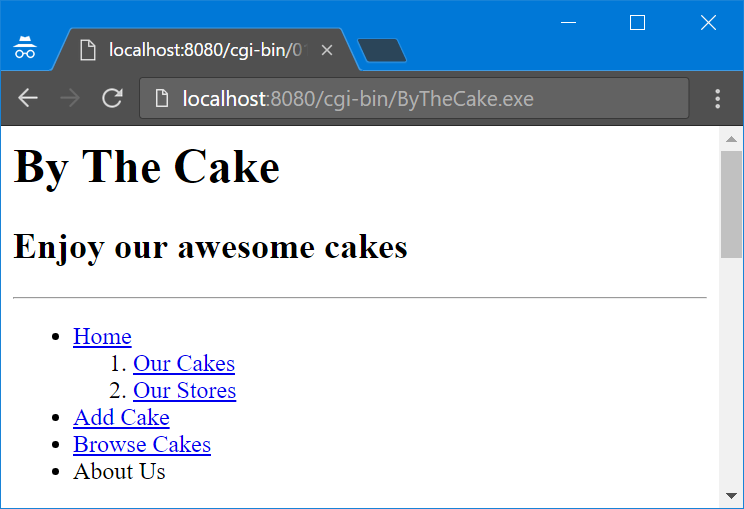 localhost:8080/cgi-bin/0
localhost:8080/cgi-bin/ByTheCake.exe
By The Cake
Enjoy our awesome cakes
• Home
1. Our Cakes
2. Our Stores
• Add Cake
• Browse Cakes
• About Us